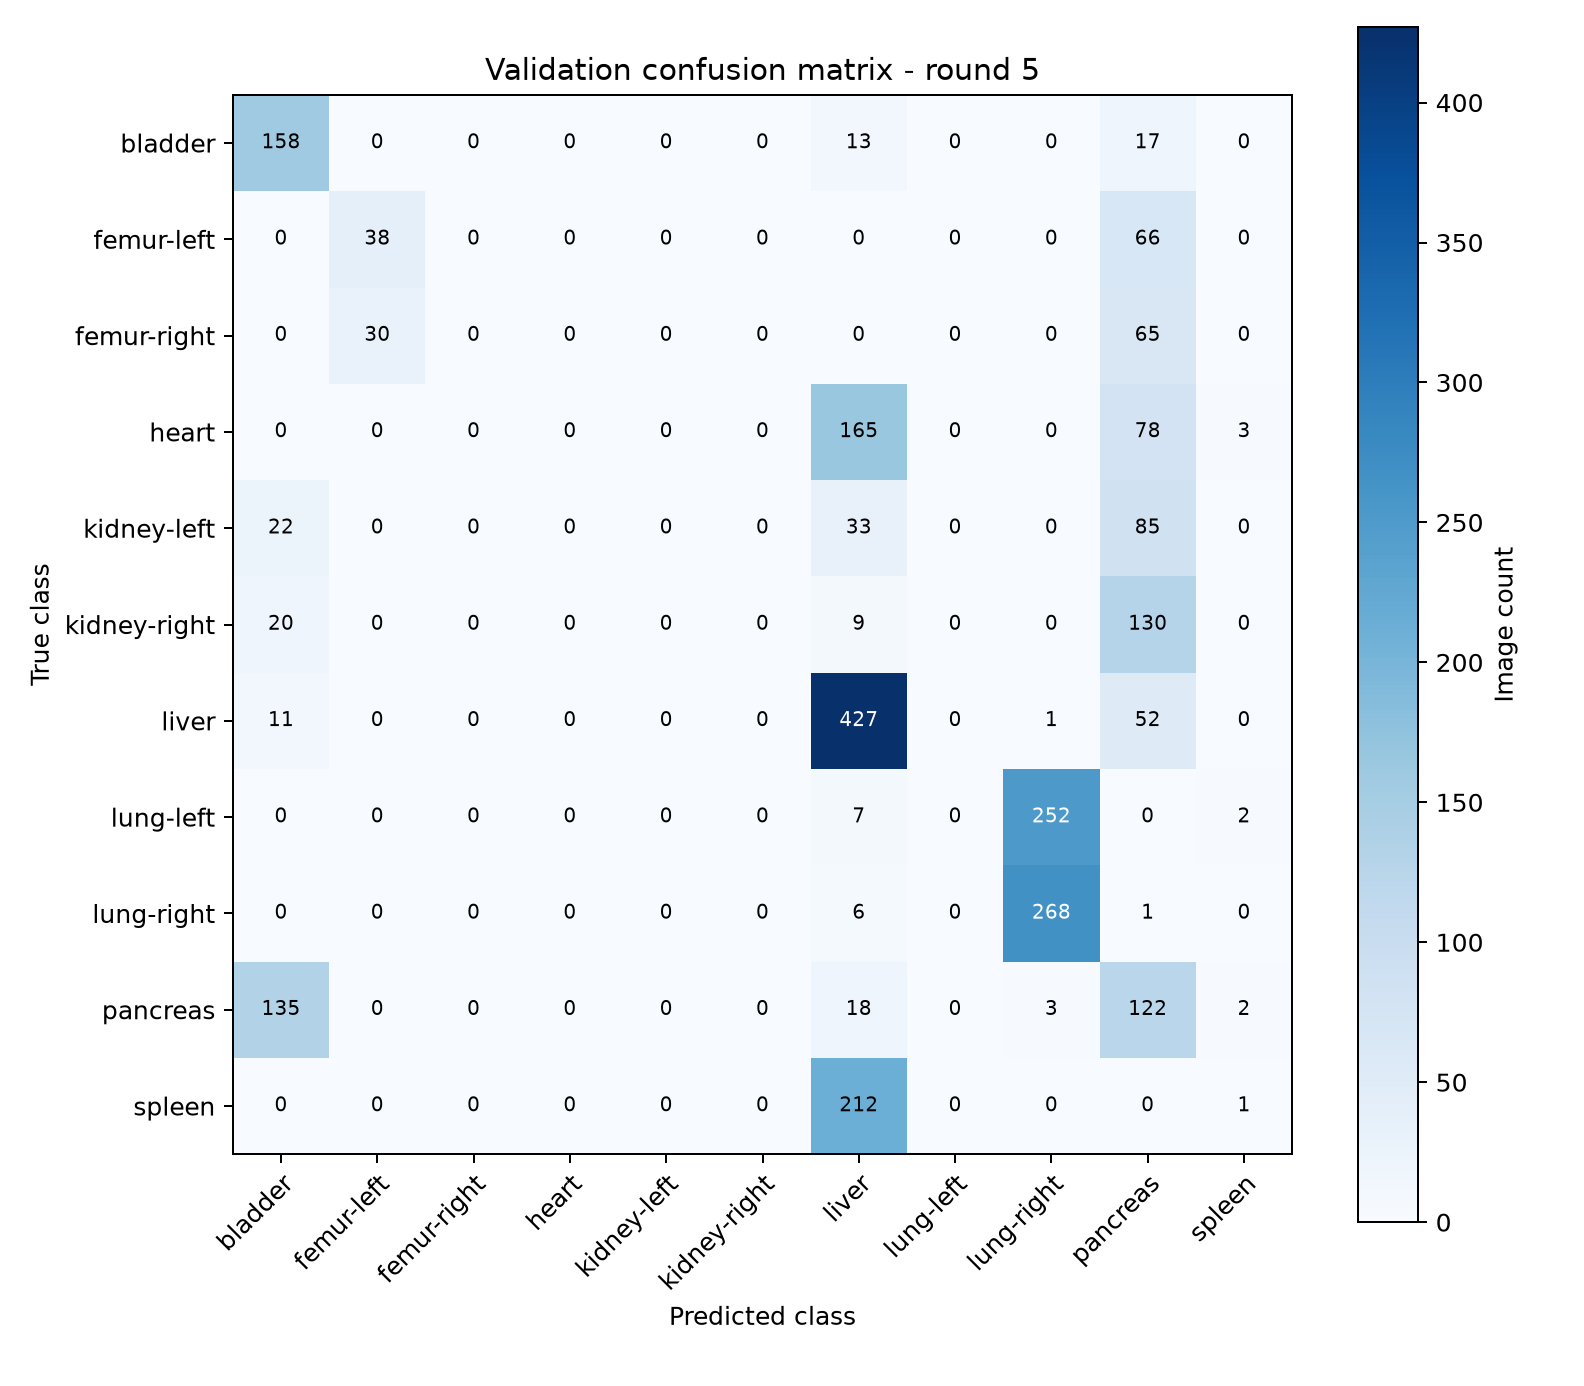 Validation confusion matrix - round 5
bladder 158 0 0 0 0 0 13 0 0 17 0
femur-left 0 38 0 0 0 0 0 0 0 66 0
femur-right 0 30 0 0 0 0 0 0 0 65 0
heart 0 0 0 0 0 0 165 0 0 78 3
kidney-left 22 0 0 0 0 0 33 0 0 85 0
kidney-right 20 0 0 0 0 0 9 0 0 130 0
liver 11 0 0 0 0 0 427 0 1 52 0
lung-left 0 0 0 0 0 0 7 0 252 0 2
lung-right 0 0 0 0 0 0 6 0 268 1 0
pancreas 135 0 0 0 0 0 18 0 3 122 2
spleen 0 0 0 0 0 0 212 0 0 0 1
bladder femur-left femur-right heart kidney-left kidney-right liver lung-left lung-right pancreas spleen
Predicted class
True class
400
350
300
250
200
150
100
50
0
Image count